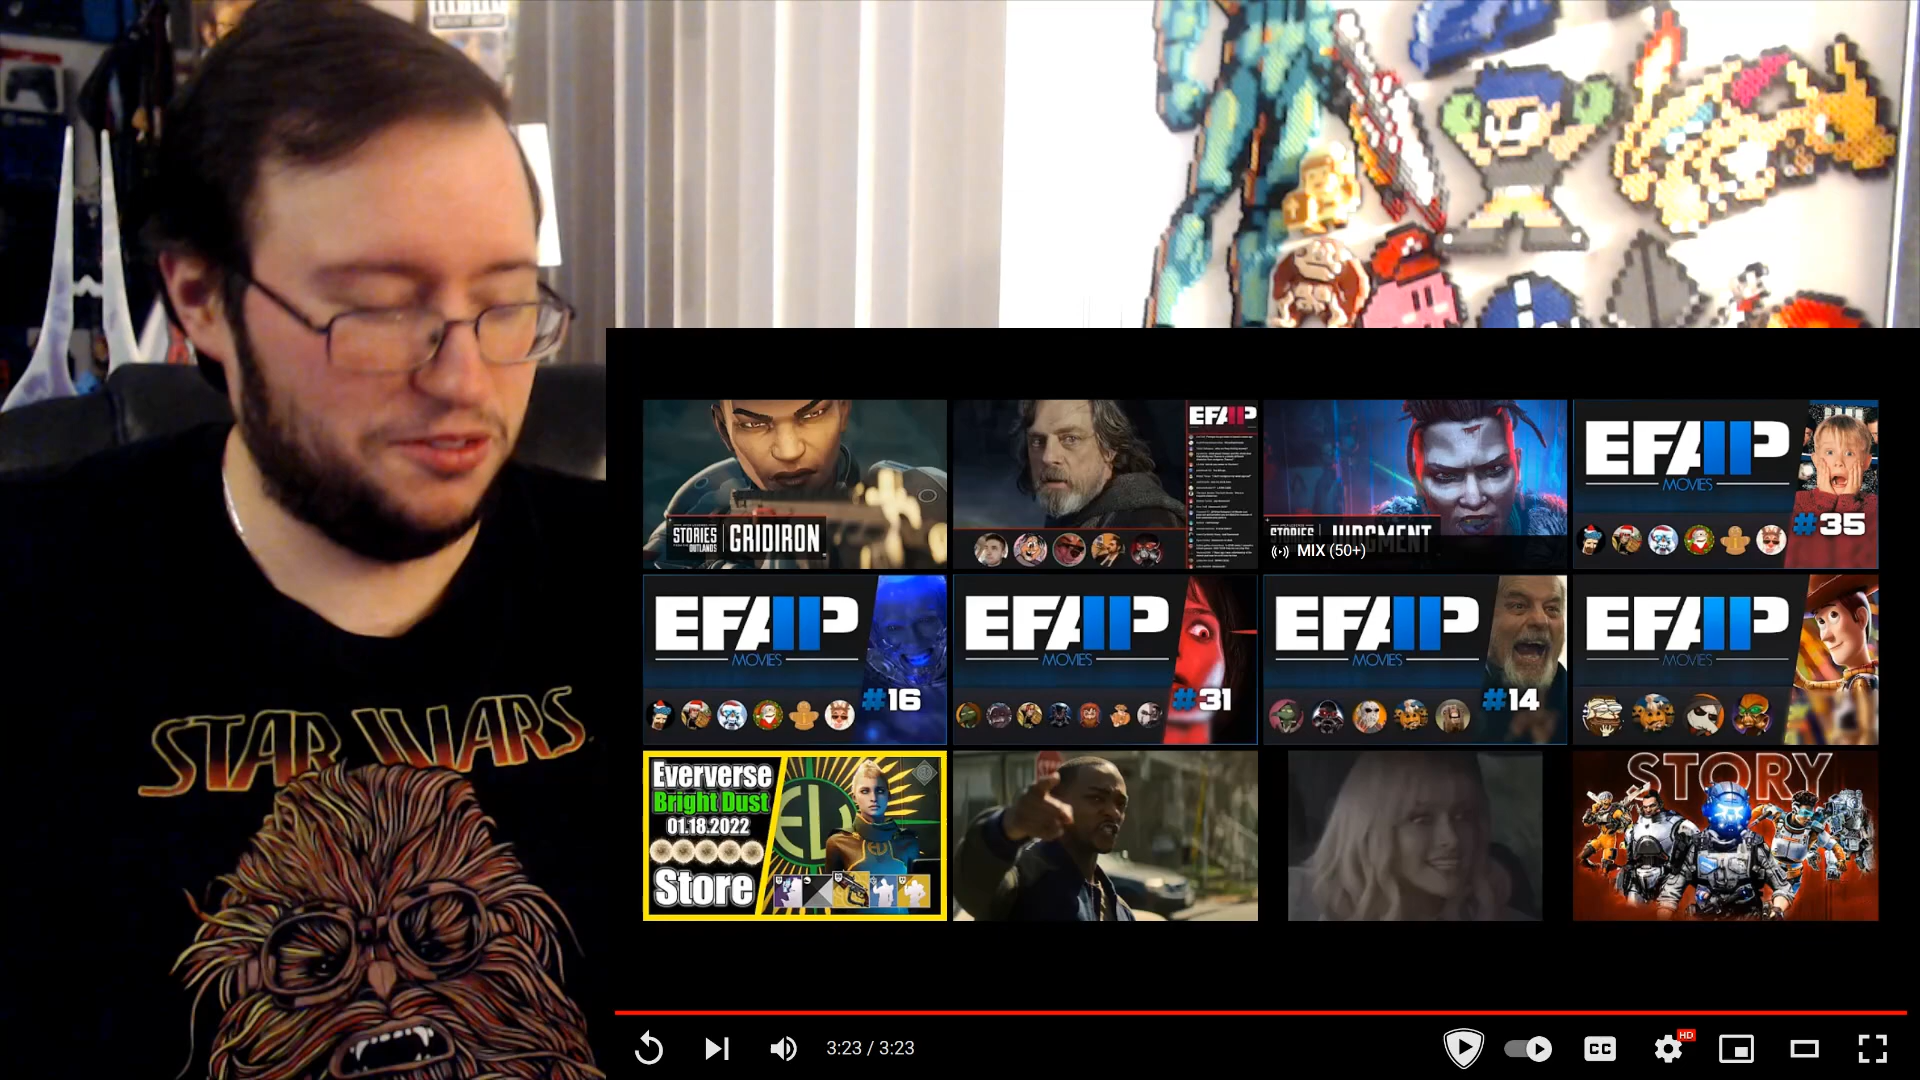 STAR WARS
STORIES
OUTLANDS
GRIDIRON
EFAP
STORIES
JUDGMENT
MIX (50+)
EFAP
MOVIES
#35
EFAP
MOVIES
#16
EFAP
MOVIES
#31
EFAP
MOVIES
#14
EFAP
MOVIES
Eververse
Bright Dust
01.18.2022
Store
STORY
3:23 / 3:23
CC
HD